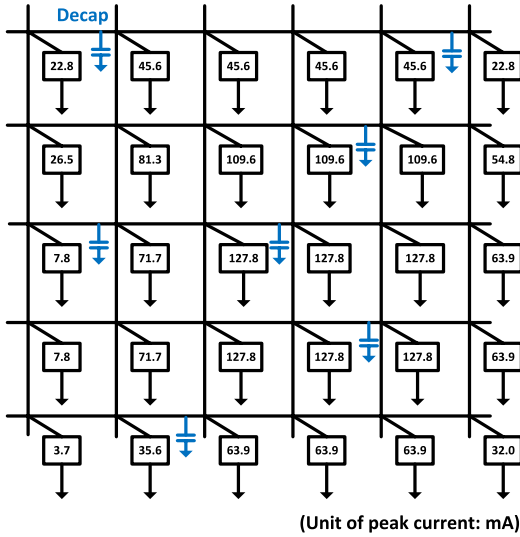 Decap
22.8 45.6 45.6 45.6 45.6 22.8
26.5 81.3 109.6 109.6 109.6 54.8
7.8 71.7 127.8 127.8 127.8 63.9
7.8 71.7 127.8 127.8 127.8 63.9
3.7 35.6 63.9 63.9 63.9 32.0
(Unit of peak current: mA)